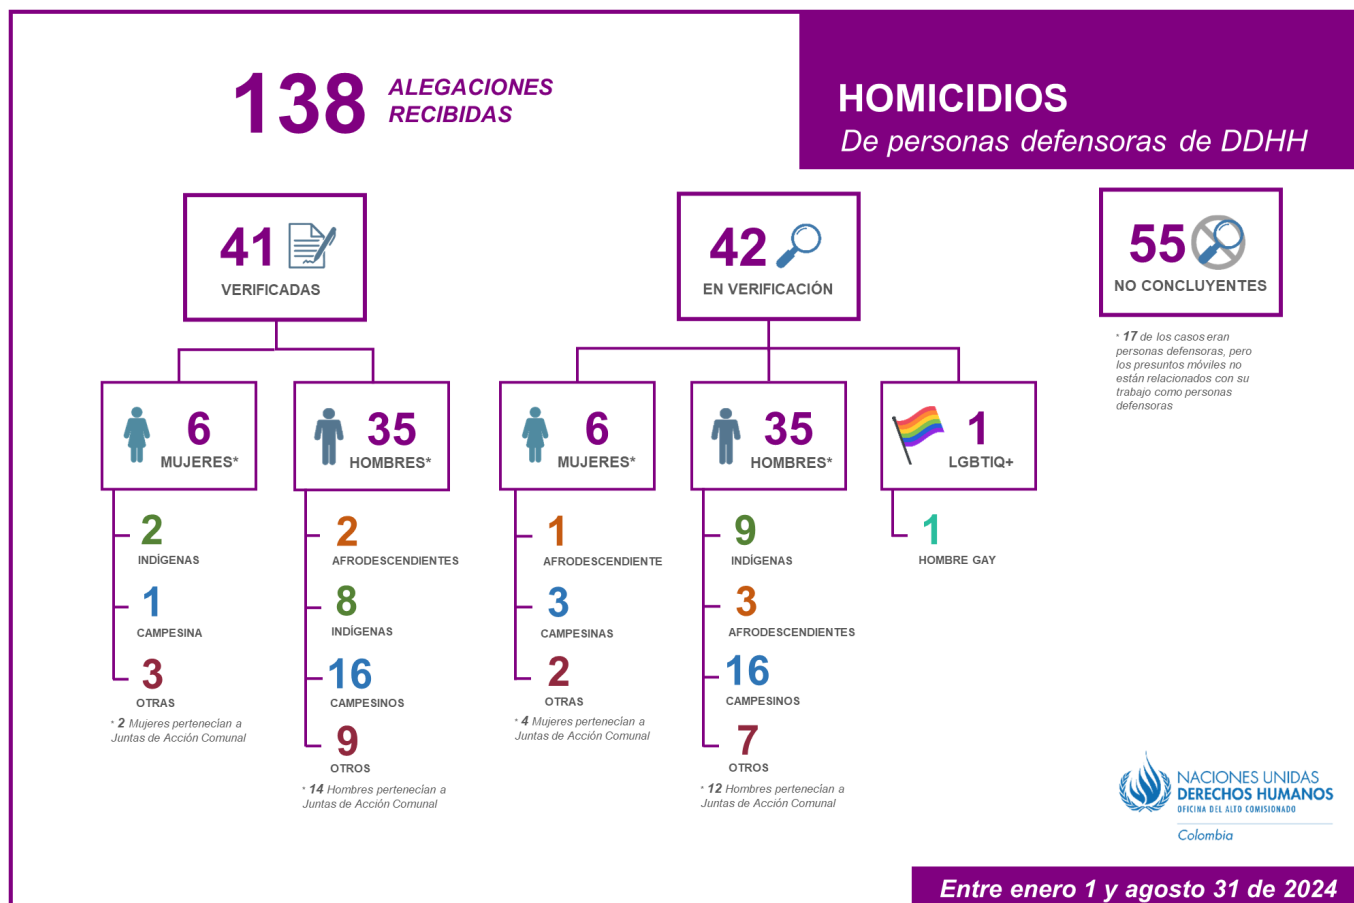 138
ALEGACIONES
RECIBIDAS
HOMICIDIOS
De personas defensoras de DDHH
41
VERIFICADAS
42
EN VERIFICACIÓN
55
NO CONCLUYENTES
* 17 de los casos eran
personas defensoras, pero
los presuntos móviles no
están relacionados con su
trabajo como personas
defensoras
6
MUJERES*
35
HOMBRES*
6
MUJERES*
35
HOMBRES*
1
LGBTIQ+
2
INDÍGENAS
1
CAMPESINA
3
OTRAS
* 2 Mujeres pertenecían a
Juntas de Acción Comunal
2
AFRODESCENDIENTES
8
INDÍGENAS
16
CAMPESINOS
9
OTROS
* 14 Hombres pertenecían a
Juntas de Acción Comunal
1
AFRODESCENDIENTE
3
CAMPESINAS
2
OTRAS
* 4 Mujeres pertenecían a
Juntas de Acción Comunal
9
INDÍGENAS
3
AFRODESCENDIENTES
16
CAMPESINOS
7
OTROS
* 12 Hombres pertenecían a
Juntas de Acción Comunal
1
HOMBRE GAY
NACIONES UNIDAS
DERECHOS HUMANOS
OFICINA DEL ALTO COMISIONADO
Colombia
Entre enero 1 y agosto 31 de 2024